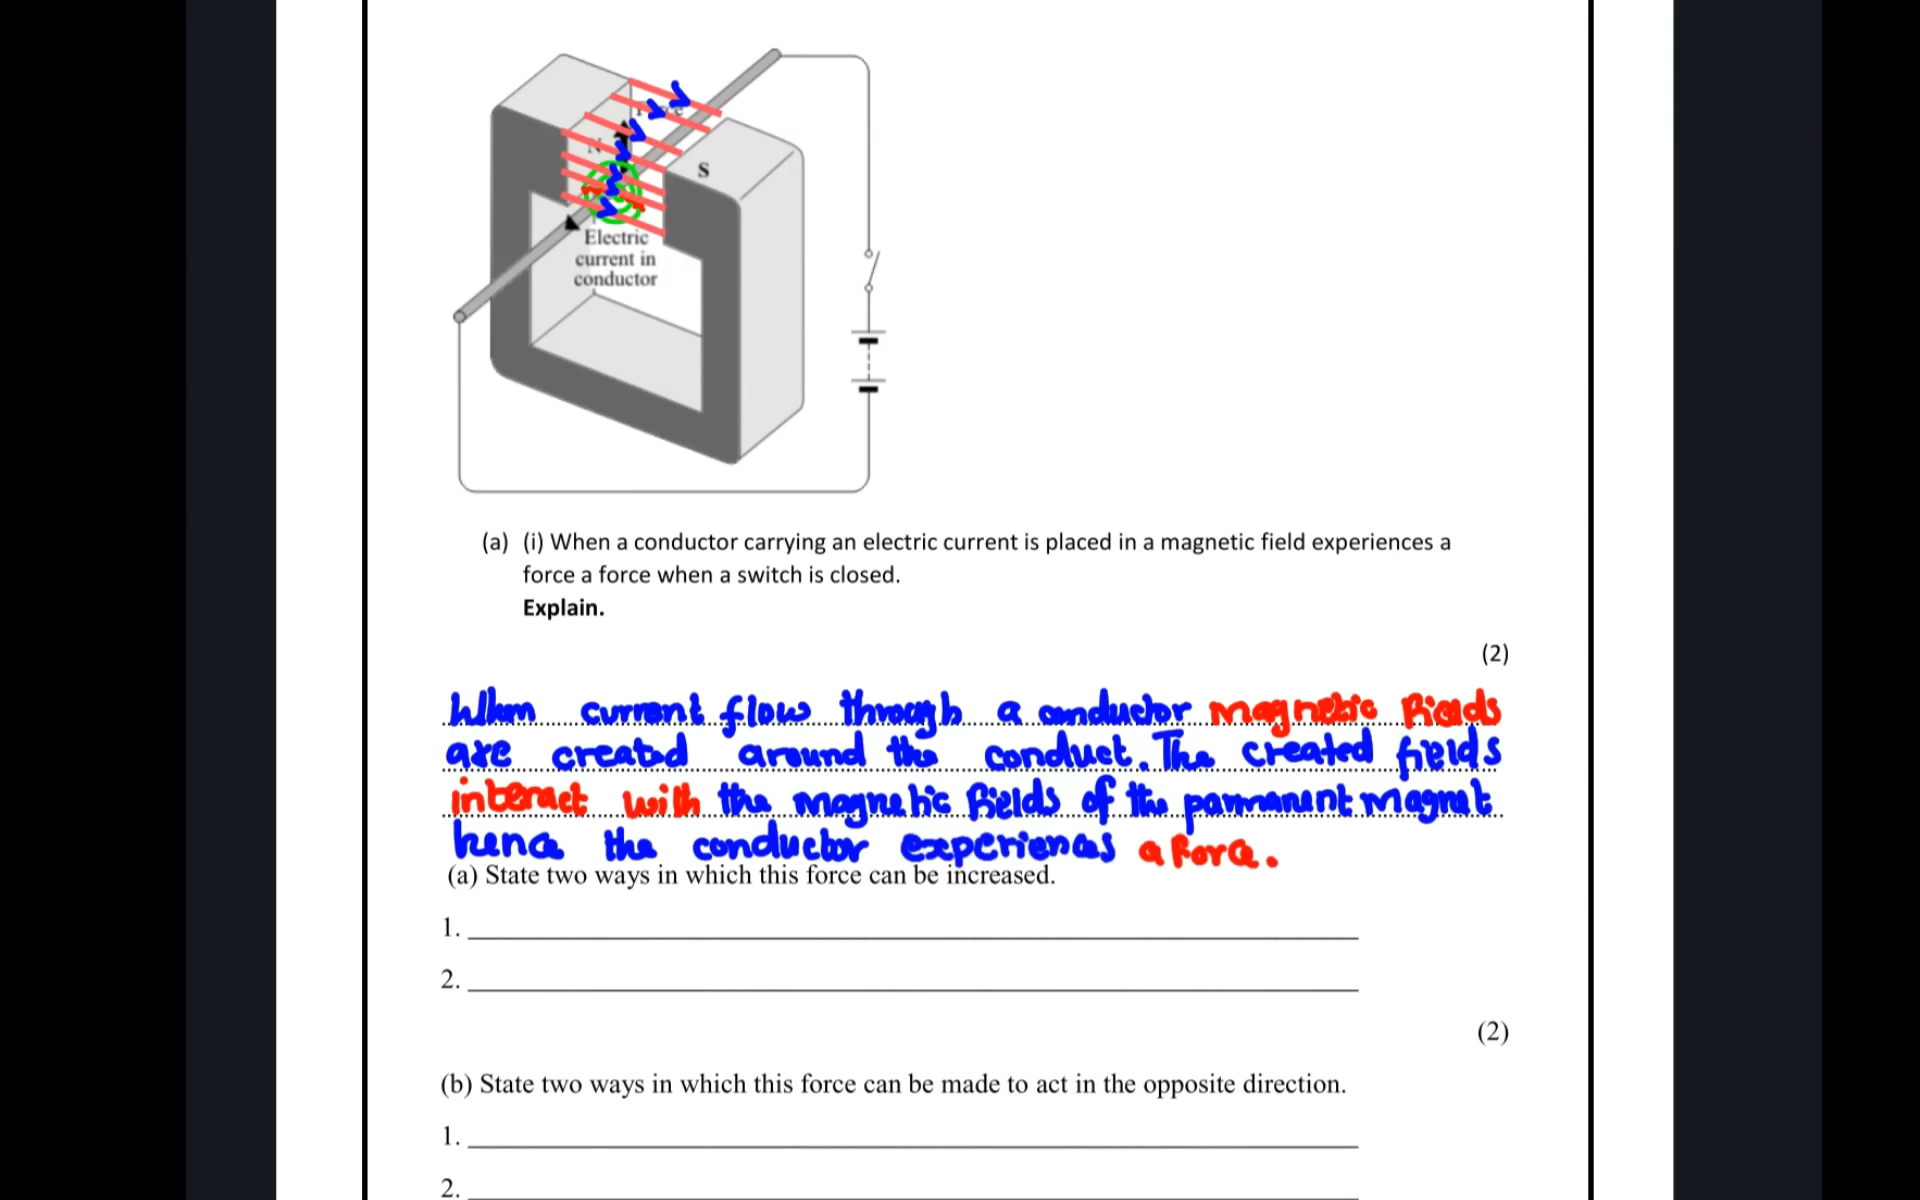 N
S
Electric
current in
conductor
(a) (i) When a conductor carrying an electric current is placed in a magnetic field experiences a
force a force when a switch is closed.
Explain.
(2)
When current flow through a conductor magnetic fields
are created around the conduct. The created fields
interact with the magnetic fields of the parmanent magnet
hence the conductor experiences a force.
(a) State two ways in which this force can be increased.
1.
2.
(2)
(b) State two ways in which this force can be made to act in the opposite direction.
1.
2.